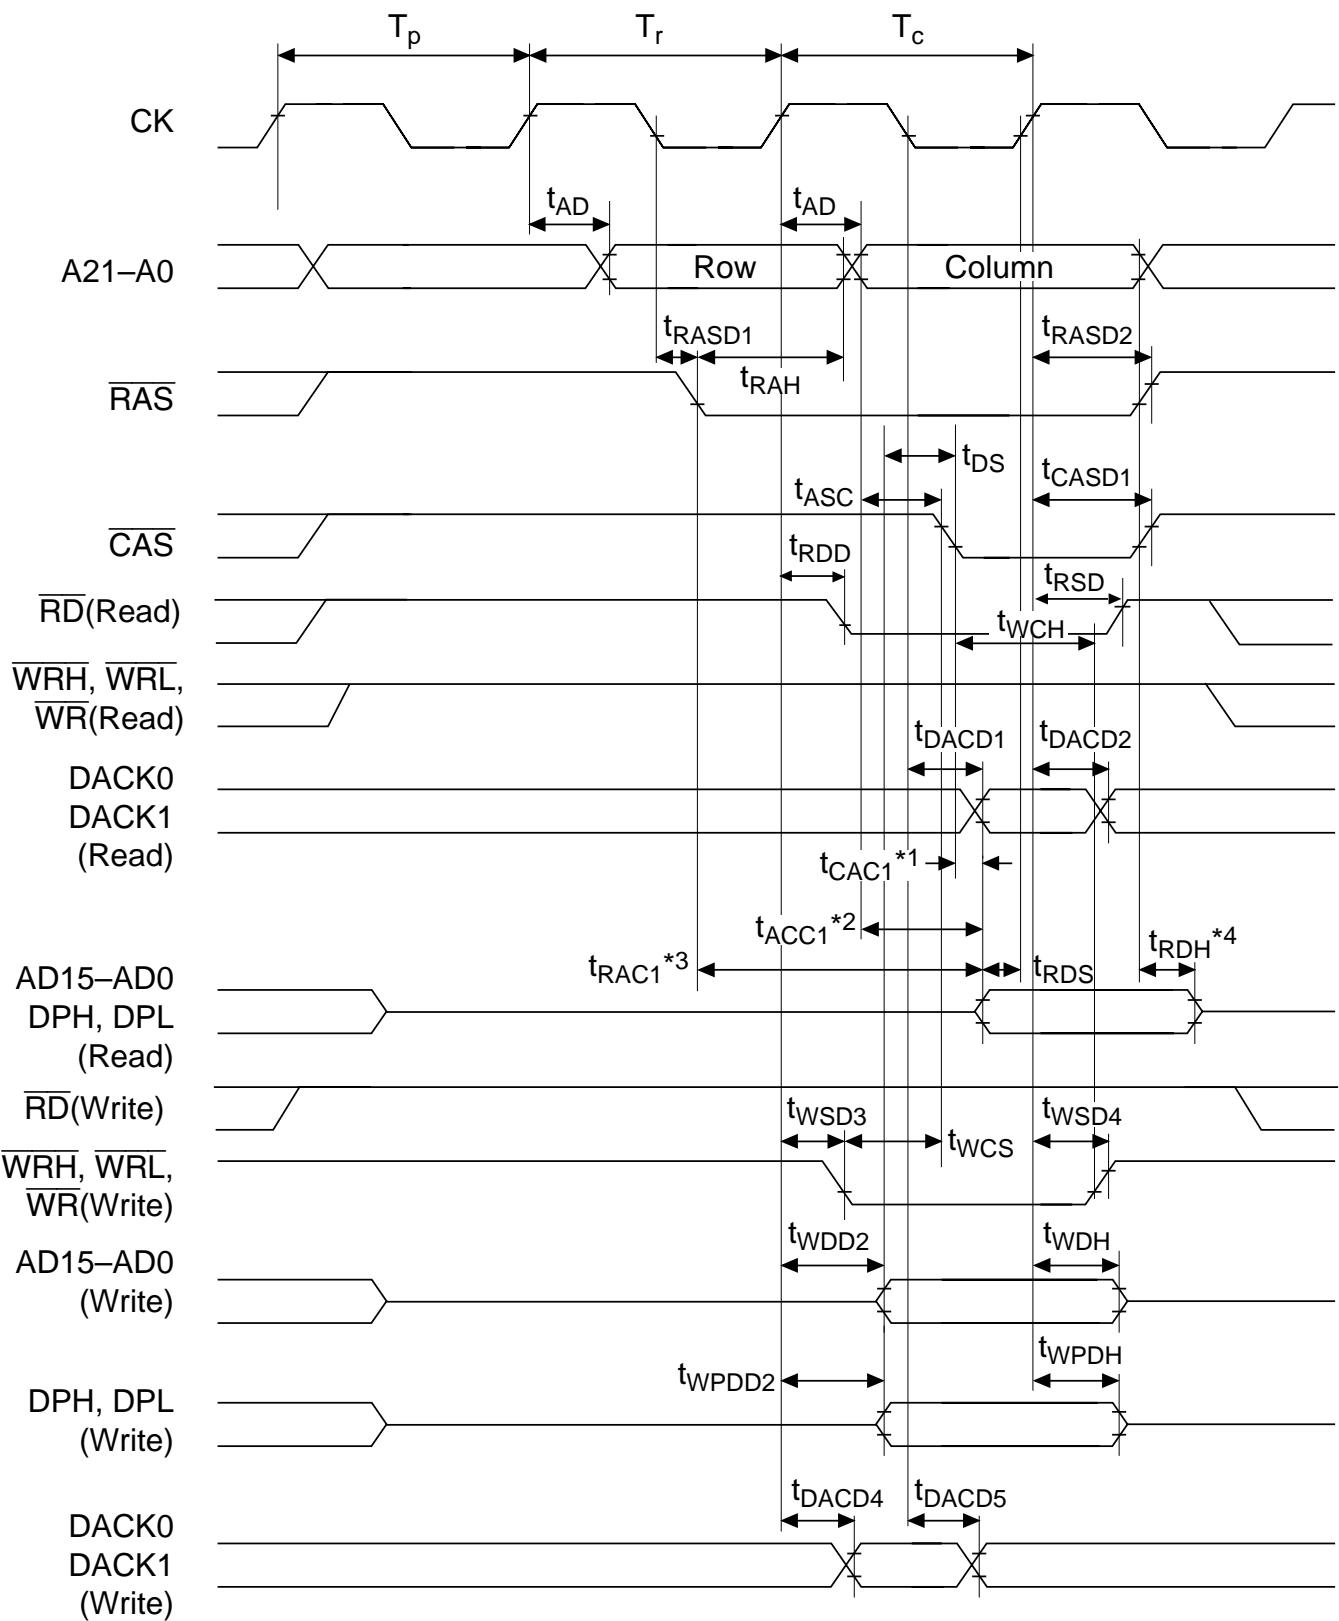 Tp Tr Tc
CK
tAD tAD
A21–A0 Row Column
tRASD1 tRASD2
RAS tRAH
tDS
tASC tCASD1
CAS
tRDD tRSD
RD(Read)
tWCH
WRH, WRL,
WR(Read)
tDACD1 tDACD2
DACK0
DACK1
(Read)
tCAC1*1
tACC1*2
tRAC1*3 tRDS tRDH*4
AD15–AD0
DPH, DPL
(Read)
RD(Write)
tWSD3 tWCS tWSD4
WRH, WRL,
WR(Write)
tWDD2 tWDH
AD15–AD0
(Write)
tWPDD2 tWPDH
DPH, DPL
(Write)
tDACD4 tDACD5
DACK0
DACK1
(Write)